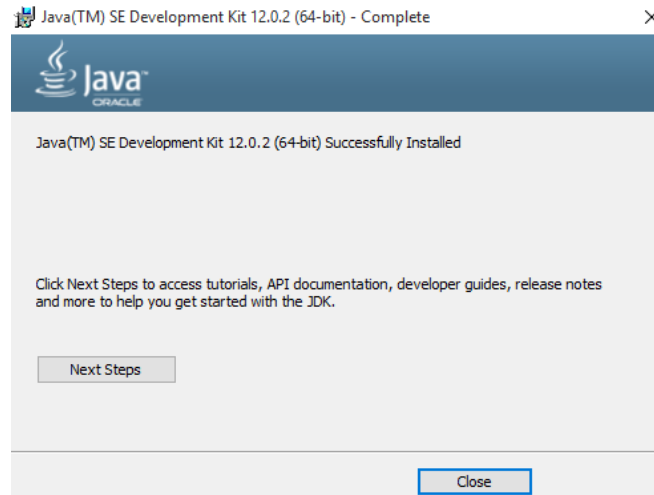 Java(TM) SE Development Kit 12.0.2 (64-bit) - Complete
Java™
ORACLE
Java(TM) SE Development Kit 12.0.2 (64-bit) Successfully Installed
Click Next Steps to access tutorials, API documentation, developer guides, release notes
and more to help you get started with the JDK.
Next Steps
Close